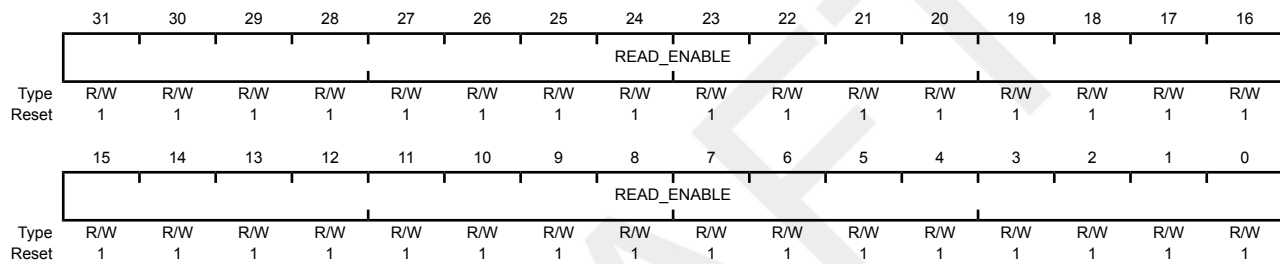 31 30 29 28 27 26 25 24 23 22 21 20 19 18 17 16
READ_ENABLE
Type R/W R/W R/W R/W R/W R/W R/W R/W R/W R/W R/W R/W R/W R/W R/W R/W
Reset 1 1 1 1 1 1 1 1 1 1 1 1 1 1 1 1
15 14 13 12 11 10 9 8 7 6 5 4 3 2 1 0
READ_ENABLE
Type R/W R/W R/W R/W R/W R/W R/W R/W R/W R/W R/W R/W R/W R/W R/W R/W
Reset 1 1 1 1 1 1 1 1 1 1 1 1 1 1 1 1